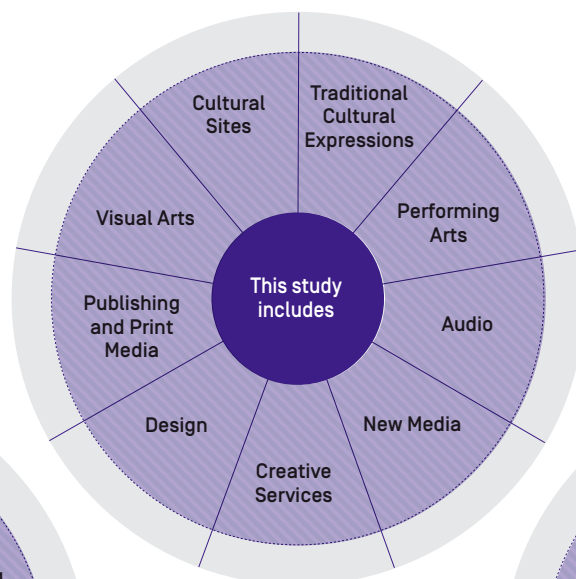 Traditional
Cultural
Expressions
Cultural
Sites
Performing
Arts
Visual Arts
This study
includes
Publishing
and Print
Media
Audio
Design
New Media
Creative
Services